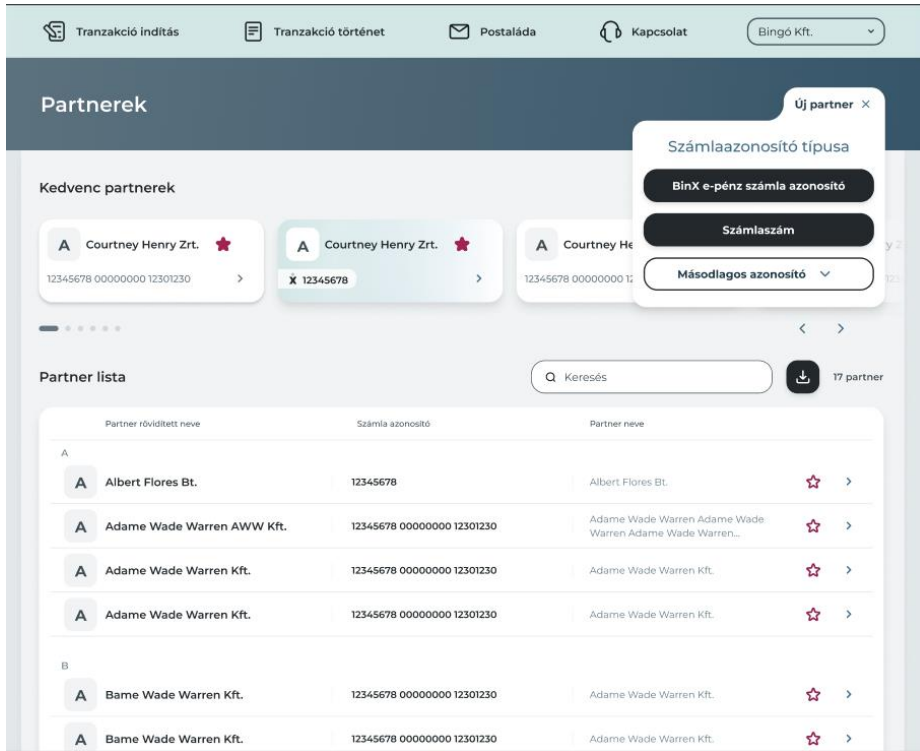 Tranzakció indítás
Tranzakció történet
Postaláda
Kapcsolat
Bingó Kft.
Partnerek
Új partner
Számlaazonosító típusa
BinX e-pénz számla azonosító
Számlaszám
Másodlagos azonosító
Kedvenc partnerek
A Courtney Henry Zrt.
12345678 00000000 12301230
A Courtney Henry Zrt.
Ẍ 12345678
A Courtney He
12345678 00000000 12
Partner lista
Keresés
17 partner
Partner rövidített neve
Számla azonosító
Partner neve
A
A Albert Flores Bt. 12345678 Albert Flores Bt.
A Adame Wade Warren AWW Kft. 12345678 00000000 12301230 Adame Wade Warren Adame Wade
Warren Adame Wade Warren...
A Adame Wade Warren Kft. 12345678 00000000 12301230 Adame Wade Warren Kft.
A Adame Wade Warren Kft. 12345678 00000000 12301230 Adame Wade Warren Kft.
B
A Bame Wade Warren Kft. 12345678 00000000 12301230 Adame Wade Warren Kft.
A Bame Wade Warren Kft. 12345678 00000000 12301230 Adame Wade Warren Kft.